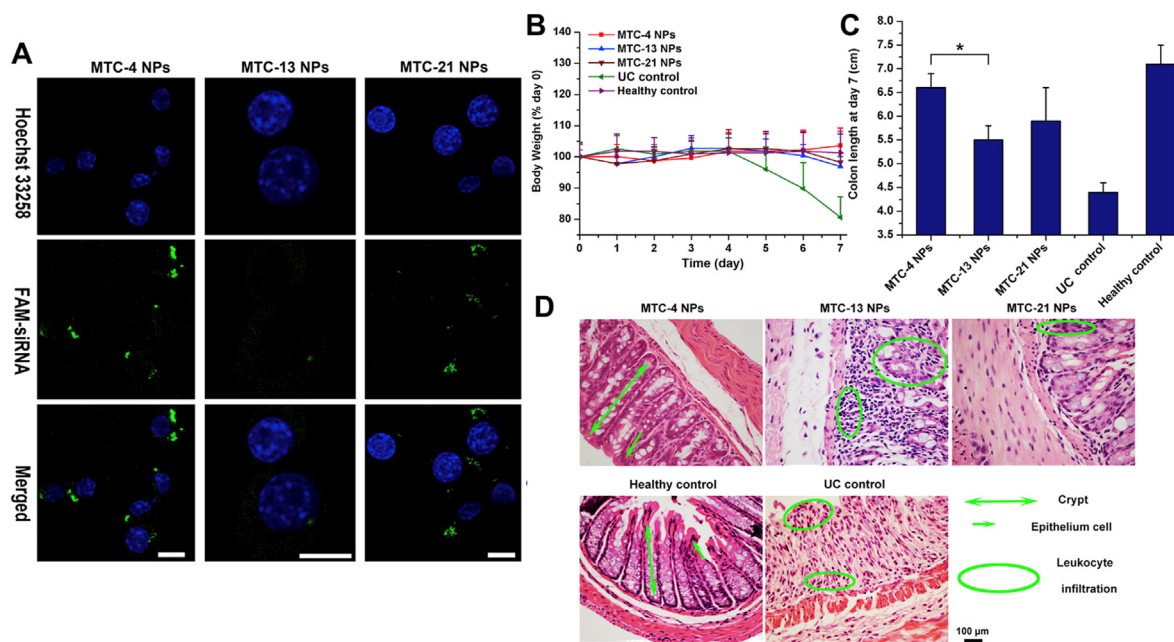 A
MTC-4 NPs
MTC-13 NPs
MTC-21 NPs
Hoechst 33258
FAM-siRNA
Merged
B
140
130
120
110
100
90
80
Body Weight (% day 0)
MTC-4 NPs
MTC-13 NPs
MTC-21 NPs
UC control
Healthy control
0 1 2 3 4 5 6 7
Time (day)
C
8.0
7.5
7.0
6.5
6.0
5.5
5.0
4.5
4.0
3.5
Colon length at day 7 (cm)
*
MTC-4 NPs
MTC-13 NPs
MTC-21 NPs
UC control
Healthy control
D
MTC-4 NPs
MTC-13 NPs
MTC-21 NPs
Healthy control
UC control
Crypt
Epithelium cell
Leukocyte
infiltration
100 μm